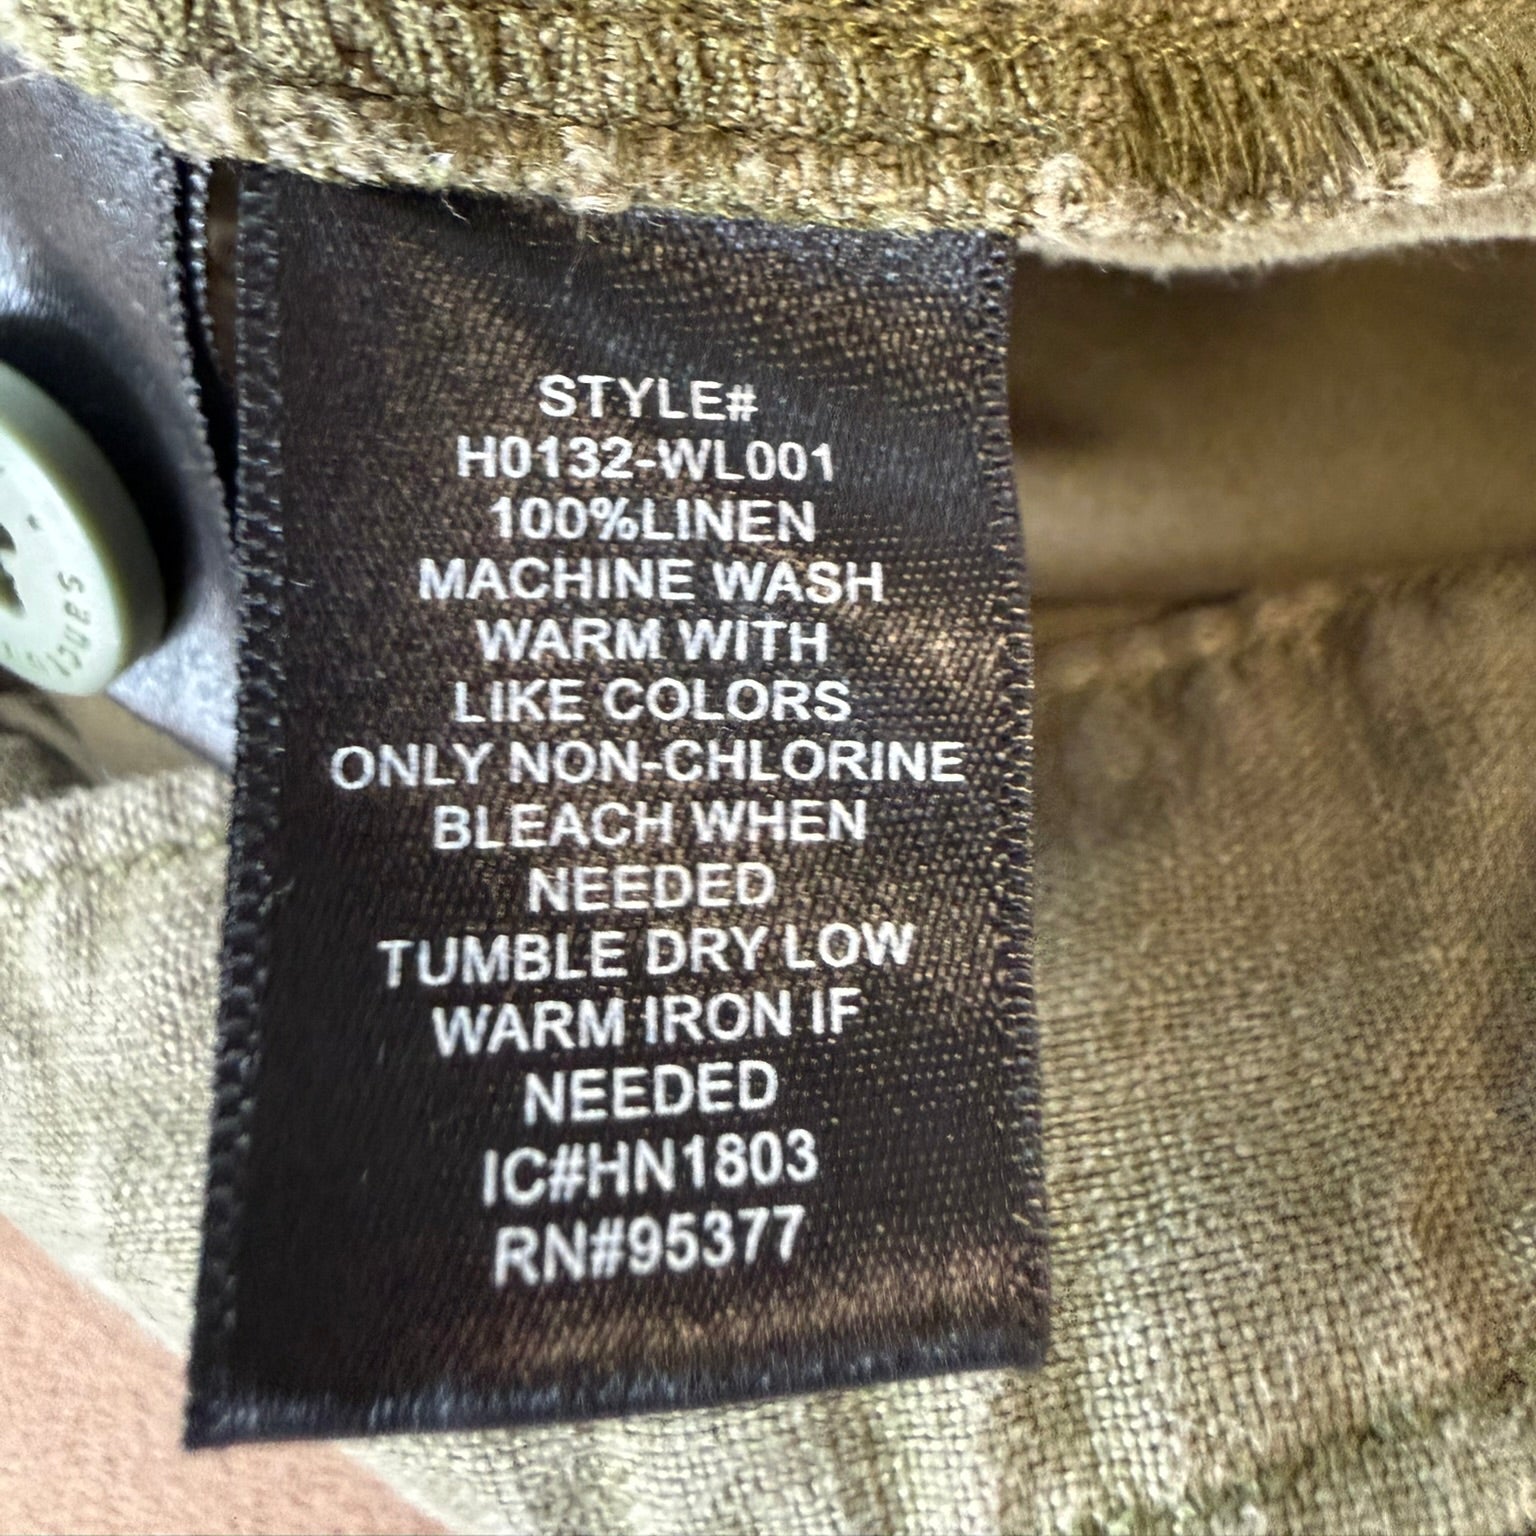 STYLE#
H0132-WL001
100%LINEN
MACHINE WASH
WARM WITH
LIKE COLORS
ONLY NON-CHLORINE
BLEACH WHEN
NEEDED
TUMBLE DRY LOW
WARM IRON IF
NEEDED
IC#HN1803
RN#95377